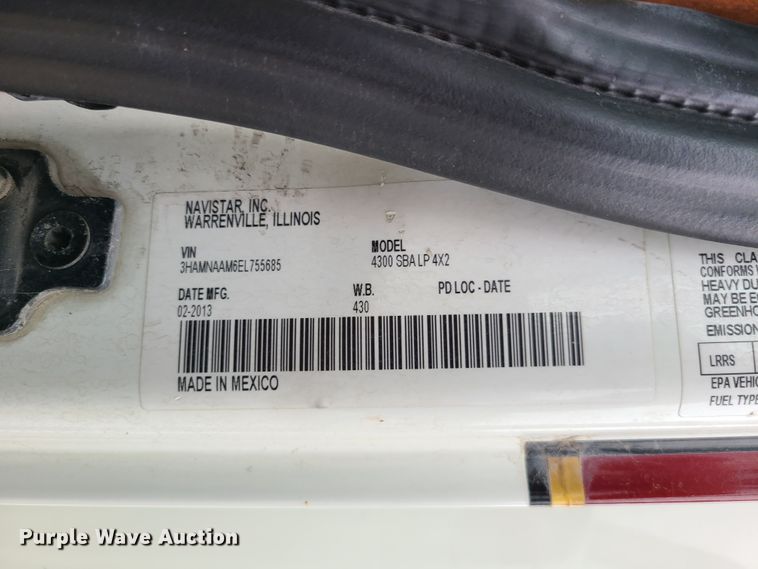 NAVISTAR, INC.
WARRENVILLE, ILLINOIS
VIN
3HAMNAAM6EL755685
MODEL
4300 SBA LP 4X2
DATE MFG.
02-2013
W.B.
430
PD LOC - DATE
MADE IN MEXICO
THIS CLA
CONFORMS
HEAVY DU
MAY BE E
GREENHO
EMISSION
LRRS
EPA VEHIC
FUEL TYPE
Purple Wave Auction